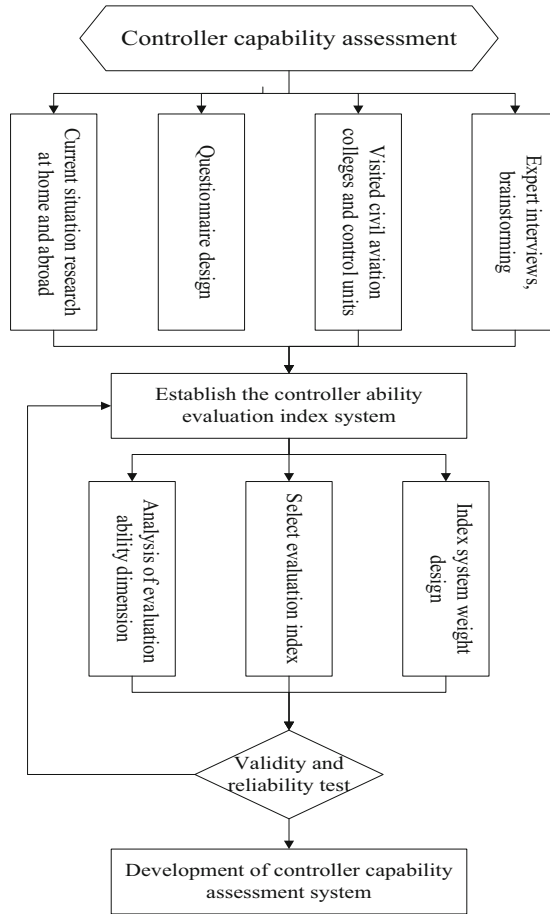 Controller capability assessment
Current situation research
at home and abroad
Questionnaire design
Visited civil aviation
colleges and control units
Expert interviews,
brainstorming
Establish the controller ability
evaluation index system
Analysis of evaluation
ability dimension
Select evaluation index
Index system weight
design
Validity and
reliability test
Development of controller capability
assessment system